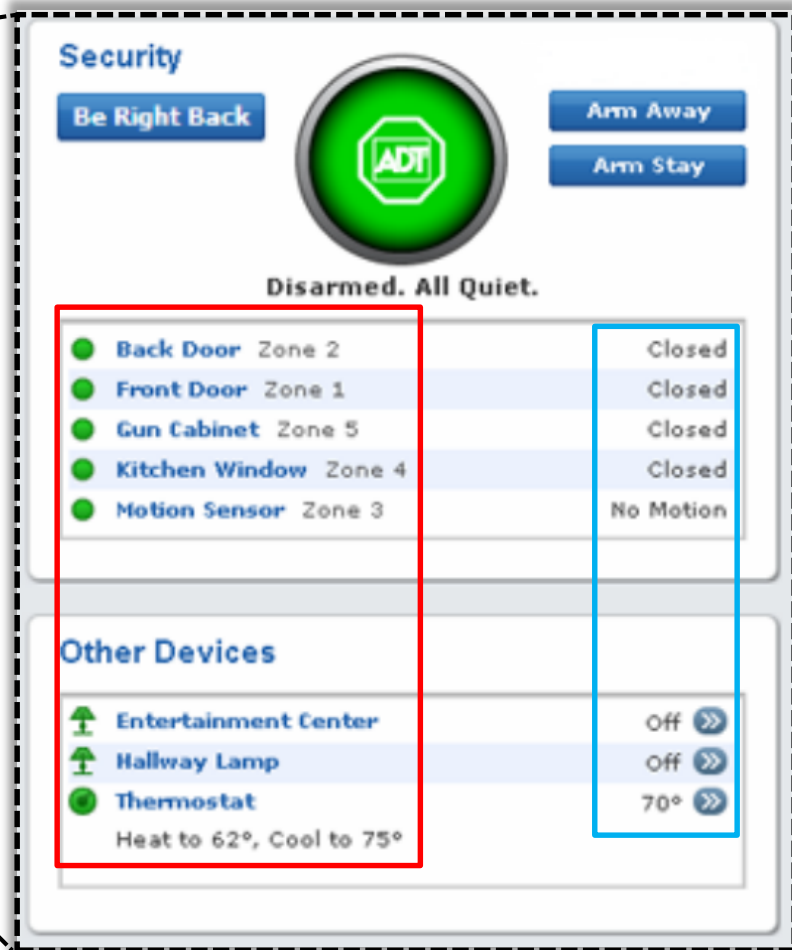 Security
Be Right Back
ADT
Arm Away
Arm Stay
Disarmed. All Quiet.
Back Door Zone 2 Closed
Front Door Zone 1 Closed
Gun Cabinet Zone 5 Closed
Kitchen Window Zone 4 Closed
Motion Sensor Zone 3 No Motion
Other Devices
Entertainment Center Off
Hallway Lamp Off
Thermostat 70°
Heat to 62°, Cool to 75°